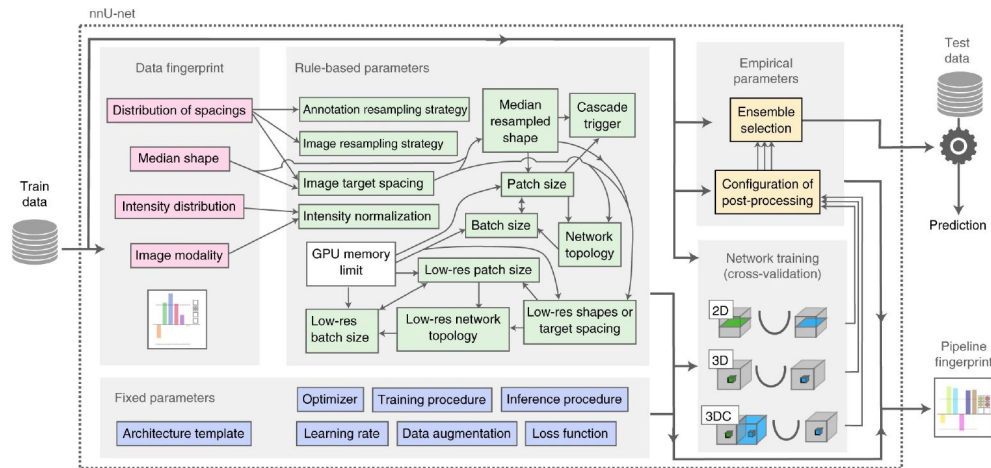 nnU-net
Data fingerprint
Distribution of spacings
Median shape
Intensity distribution
Image modality
Train
data
Rule-based parameters
Annotation resampling strategy
Image resampling strategy
Image target spacing
Intensity normalization
Median
resampled
shape
Cascade
trigger
Patch size
Batch size
Network
topology
GPU memory
limit
Low-res patch size
Low-res
batch size
Low-res network
topology
Low-res shapes or
target spacing
Empirical
parameters
Ensemble
selection
Configuration of
post-processing
Network training
(cross-validation)
2D
3D
3DC
Test
data
Prediction
Pipeline
fingerprint
Fixed parameters
Architecture template
Optimizer
Training procedure
Inference procedure
Learning rate
Data augmentation
Loss function